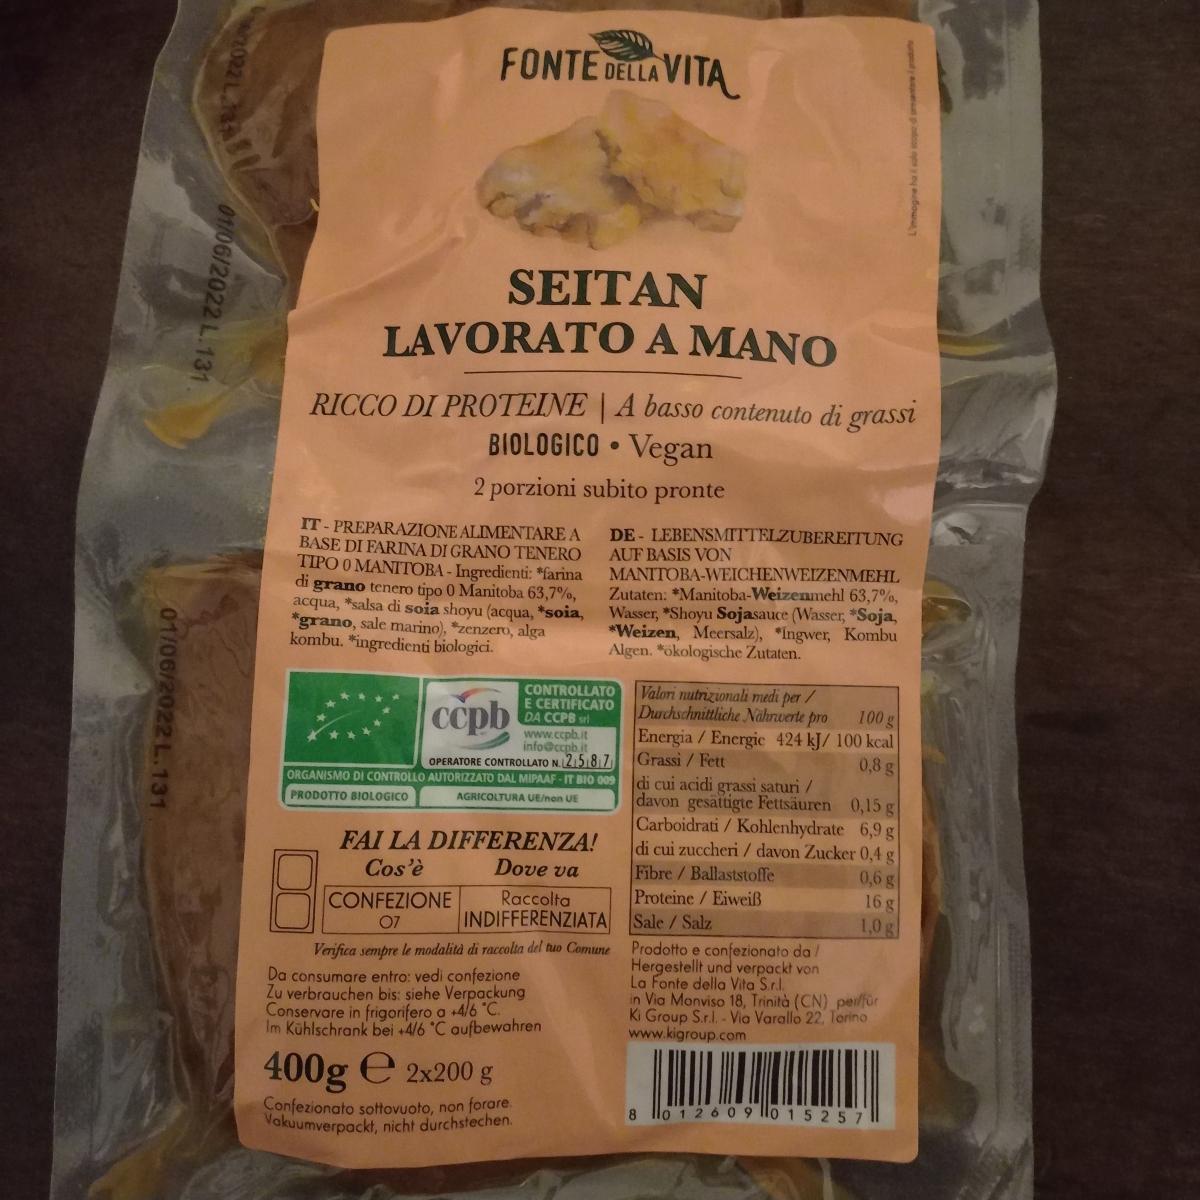 FONTE DELLA VITA
L'immagine ha il solo scopo di presentare il prodotto
SEITAN
LAVORATO A MANO
RICCO DI PROTEINE | A basso contenuto di grassi
BIOLOGICO • Vegan
2 porzioni subito pronte
IT - PREPARAZIONE ALIMENTARE A
BASE DI FARINA DI GRANO TENERO
TIPO 0 MANITOBA - Ingredienti: *farina
di grano tenero tipo 0 Manitoba 63,7%,
acqua, *salsa di soia shoyu (acqua, *soia,
*grano, sale marino), *zenzero, alga
kombu. *ingredienti biologici.
DE - LEBENSMITTELZUBEREITUNG
AUF BASIS VON
MANITOBA-WEICHENWEIZENMEHL
Zutaten: *Manitoba-Weizenmehl 63,7%,
Wasser, *Shoyu Sojasauce (Wasser, *Soja,
*Weizen, Meersalz), *Ingwer, Kombu
Algen. *ökologische Zutaten.
ccpb
CONTROLLATO
E CERTIFICATO
DA CCPB srl
www.ccpb.it
info@ccpb.it
OPERATORE CONTROLLATO N. 2587
ORGANISMO DI CONTROLLO AUTORIZZATO DAL MIPAAF - IT BIO 009
PRODOTTO BIOLOGICO
AGRICOLTURA UE/non UE
Valori nutrizionali medi per /
Durchschnittliche Nährwerte pro 100 g
Energia / Energie 424 kJ/ 100 kcal
Grassi / Fett 0,8 g
di cui acidi grassi saturi /
davon gesättigte Fettsäuren 0,15 g
Carboidrati / Kohlenhydrate 6,9 g
di cui zuccheri / davon Zucker 0,4 g
Fibre / Ballaststoffe 0,6 g
Proteine / Eiweiß 16 g
Sale / Salz 1,0 g
FAI LA DIFFERENZA!
Cos'è Dove va
CONFEZIONE
O7
Raccolta
INDIFFERENZIATA
Verifica sempre le modalità di raccolta del tuo Comune
Da consumare entro: vedi confezione
Zu verbrauchen bis: siehe Verpackung
Conservare in frigorifero a +4/6 °C.
Im Kühlschrank bei +4/6 °C aufbewahren
400g e 2x200 g
Confezionato sottovuoto, non forare.
Vakuumverpackt, nicht durchstechen.
Prodotto e confezionato da /
Hergestellt und verpackt von
La Fonte della Vita S.r.l.
in Via Monviso 18, Trinità (CN) per/für
Ki Group S.r.l. - Via Varallo 22, Torino
www.kigroup.com
8 012609 015257
01/06/2022 L.131
01/06/2022 L.131